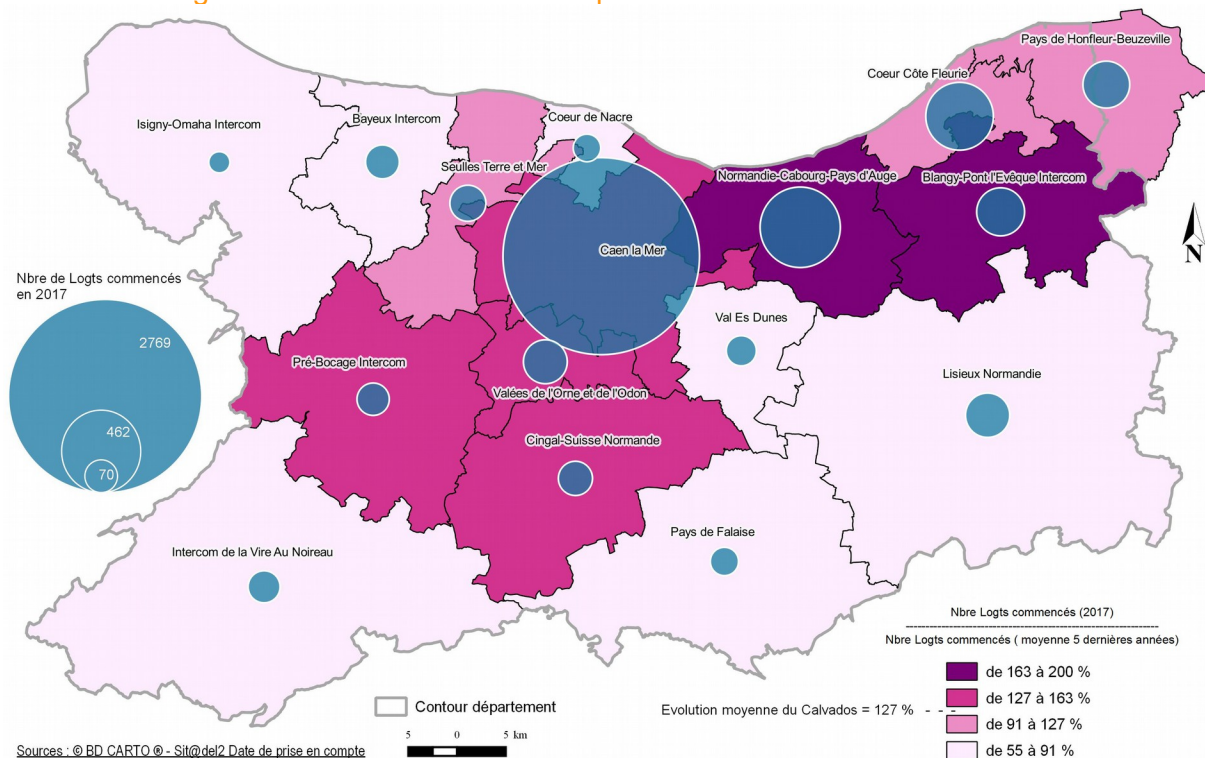 Pays de Honfleur-Beuzeville
Coeur Côte Fleurie
Isigny-Omaha Intercom
Bayeux Intercom
Coeur de Nacre
Seulles Terre et Mer
Normandie-Cabourg-Pays d'Auge
Blangy-Pont l'Evêque Intercom
Caen la Mer
N
Nbre de Logts commencés
en 2017
2769
462
70
Val Es Dunes
Pré-Bocage Intercom
Lisieux Normandie
Valées de l'Orne et de l'Odon
Cingal-Suisse Normande
Pays de Falaise
Intercom de la Vire Au Noireau
Nbre Logts commencés (2017)
Nbre Logts commencés ( moyenne 5 dernières années)
de 163 à 200 %
de 127 à 163 %
de 91 à 127 %
de 55 à 91 %
Contour département
Evolution moyenne du Calvados = 127 % - - -
5 0 5 km
Sources : © BD CARTO ® - Sit@del2 Date de prise en compte